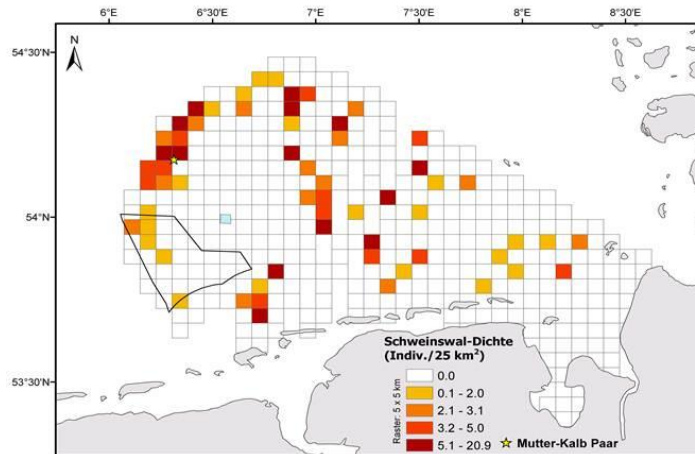 6°E 6°30'E 7°E 7°30'E 8°E 8°30'E
N
54°30'N
54°N
53°30'N
Schweinswal-Dichte
(Indiv./25 km²)
Raster: 5 x 5 km
0.0
0.1 - 2.0
2.1 - 3.1
3.2 - 5.0
5.1 - 20.9
Mutter-Kalb Paar